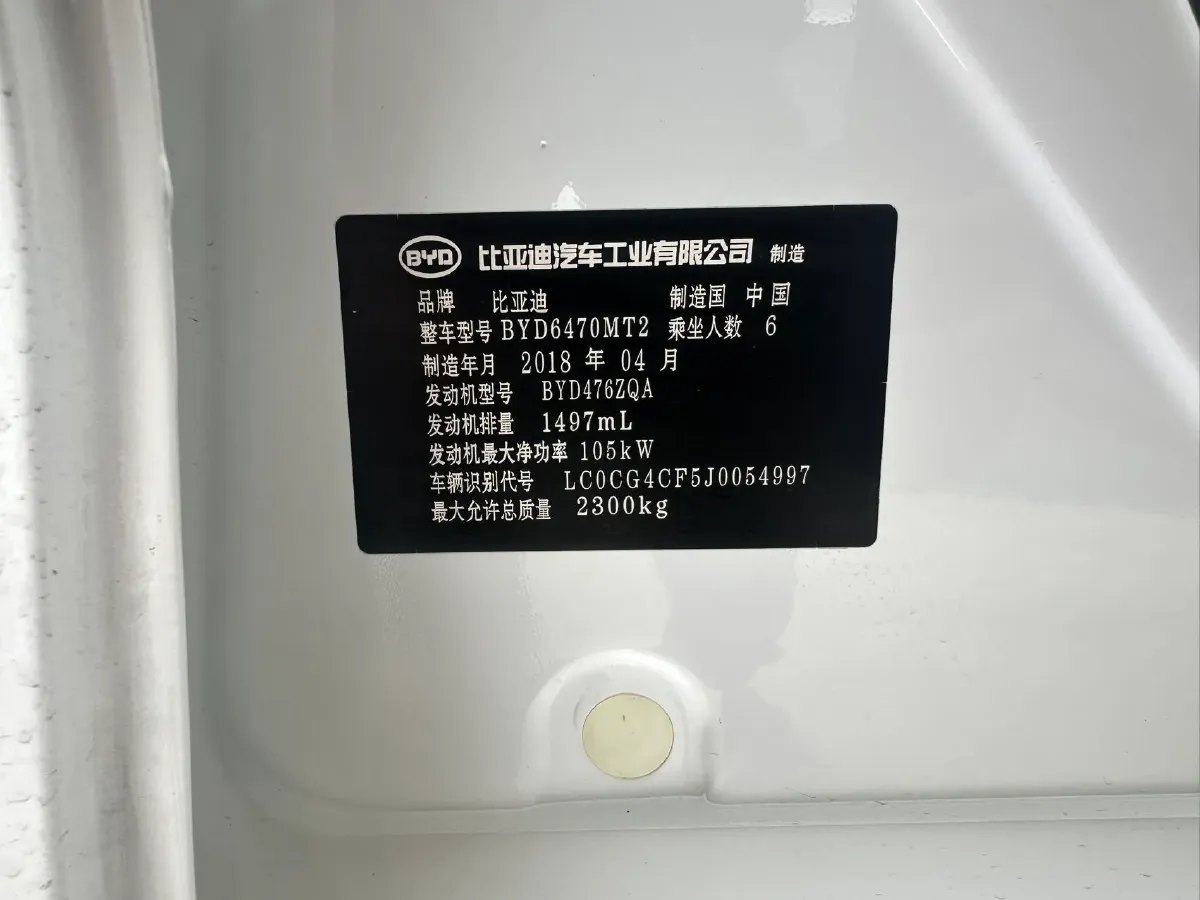 BYD 比亚迪汽车工业有限公司 制造
品牌 比亚迪 制造国 中国
整车型号 BYD6470MT2 乘坐人数 6
制造年月 2018 年 04 月
发动机型号 BYD476ZQA
发动机排量 1497mL
发动机最大净功率 105kW
车辆识别代号 LC0CG4CF5J0054997
最大允许总质量 2300kg